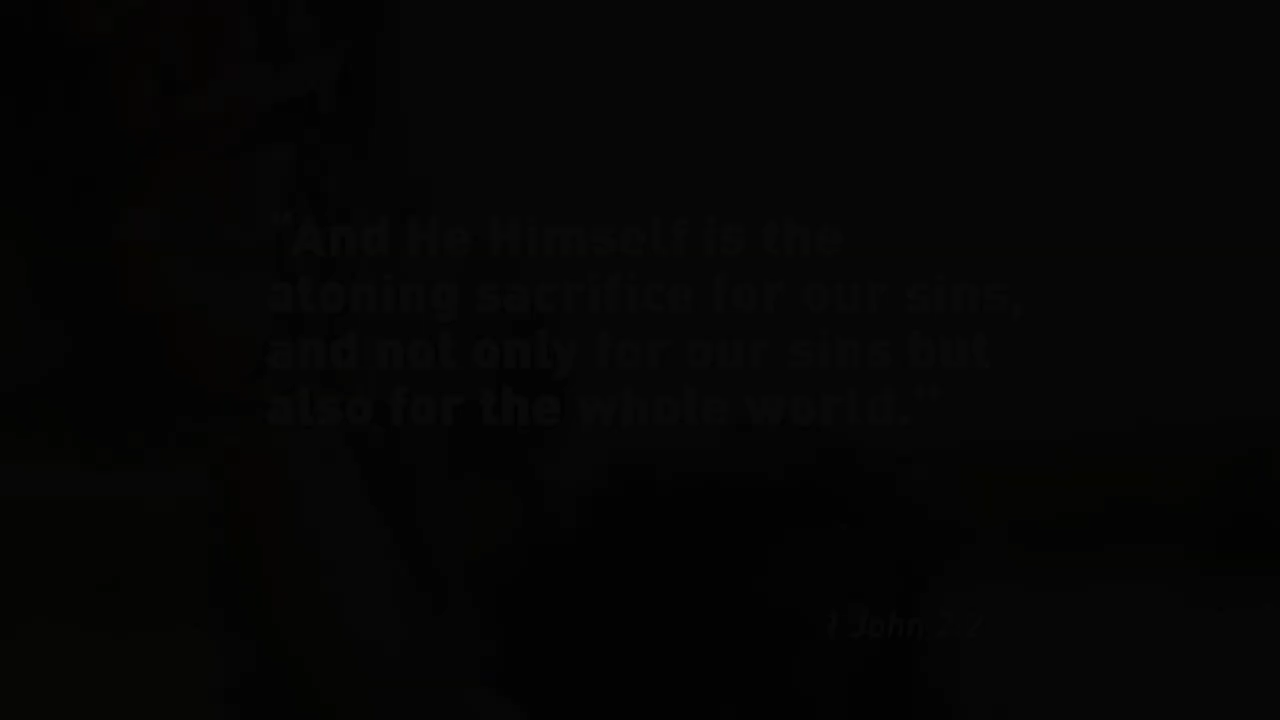 "And He Himself is the
atoning sacrifice for our sins,
and not only for our sins but
also for the whole world."
1 John 2:2